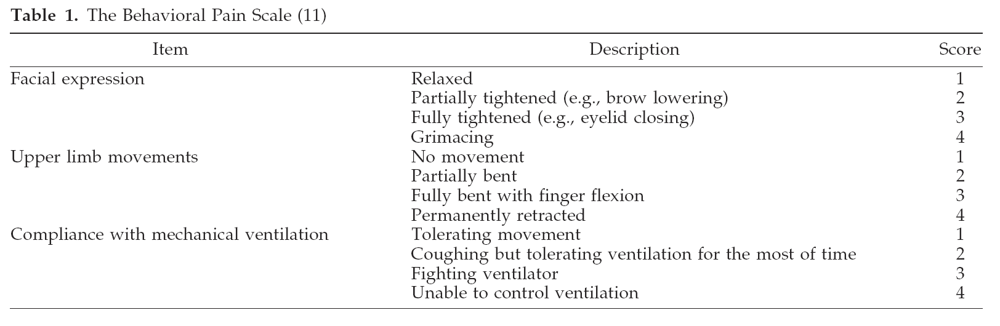 Table 1. The Behavioral Pain Scale (11)
Item Description Score
Facial expression Relaxed 1
Partially tightened (e.g., brow lowering) 2
Fully tightened (e.g., eyelid closing) 3
Grimacing 4
Upper limb movements No movement 1
Partially bent 2
Fully bent with finger flexion 3
Permanently retracted 4
Compliance with mechanical ventilation Tolerating movement 1
Coughing but tolerating ventilation for the most of time 2
Fighting ventilator 3
Unable to control ventilation 4